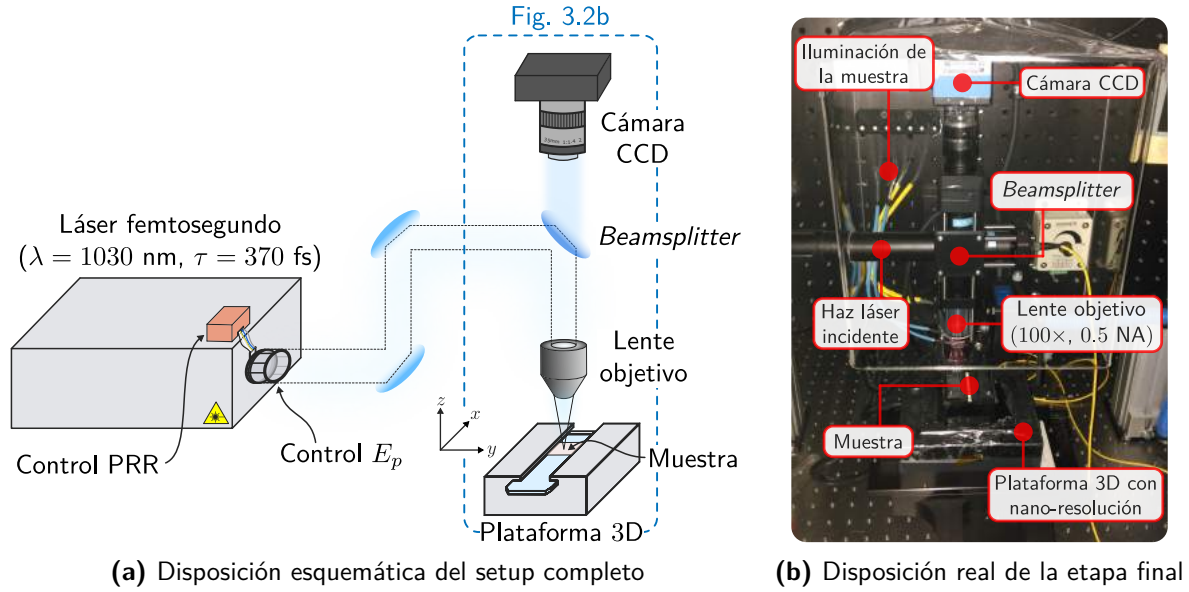 Fig. 3.2b
Cámara
CCD
Láser femtosegundo
(λ = 1030 nm, τ = 370 fs)
Beamsplitter
Lente
objetivo
z
x
y
Muestra
Control PRR
Control E_p
Plataforma 3D
(a) Disposición esquemática del setup completo
Iluminación de
la muestra
Cámara CCD
Beamsplitter
Haz láser
incidente
Lente objetivo
(100×, 0.5 NA)
Muestra
Plataforma 3D con
nano-resolución
(b) Disposición real de la etapa final